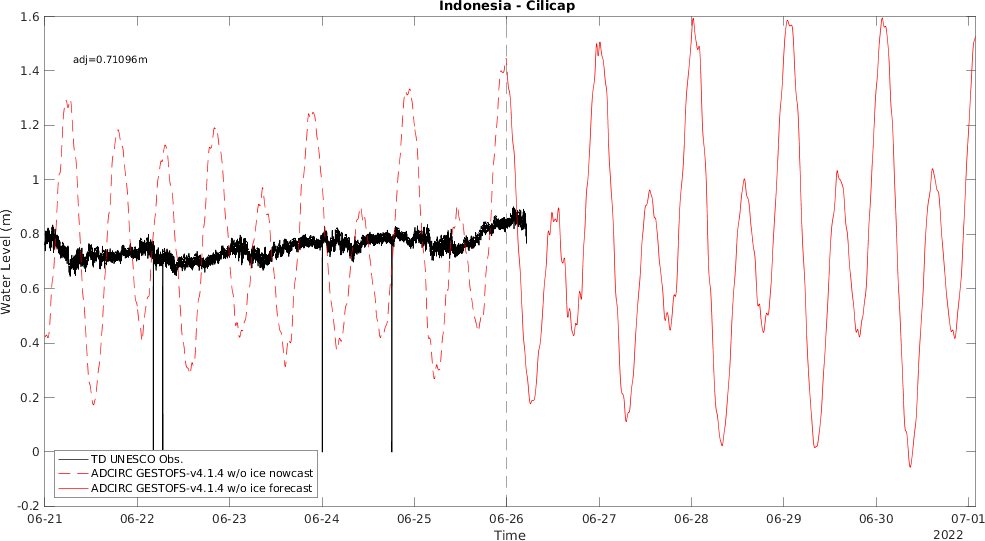 Indonesia - Cilicap
adj=0.71096m
1.6
1.4
1.2
1
0.8
0.6
0.4
0.2
0
-0.2
Water Level (m)
TD UNESCO Obs.
ADCIRC GESTOFS-v4.1.4 w/o ice nowcast
ADCIRC GESTOFS-v4.1.4 w/o ice forecast
06-21 06-22 06-23 06-24 06-25 06-26 06-27 06-28 06-29 06-30 07-01
Time
2022